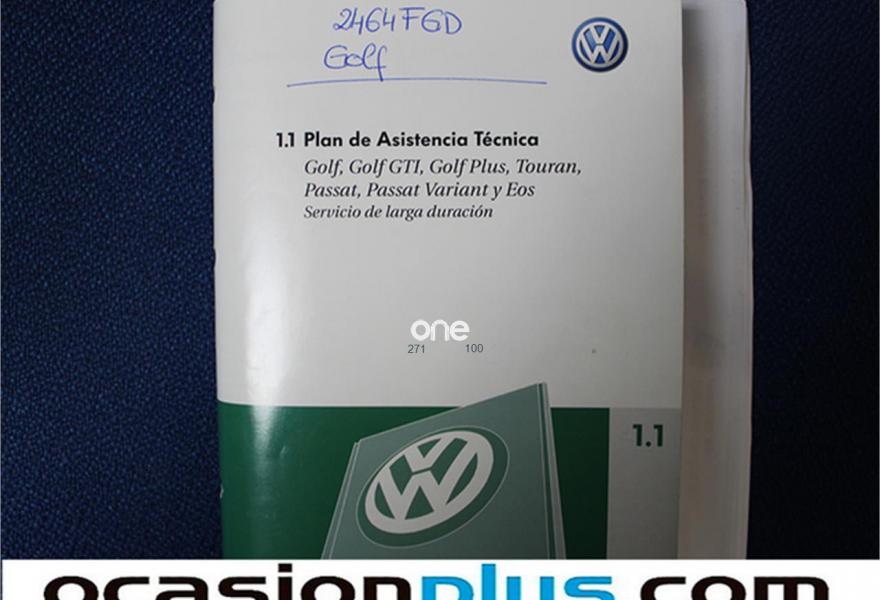 2464FGD
Golf
1.1 Plan de Asistencia Técnica
Golf, Golf GTI, Golf Plus, Touran,
Passat, Passat Variant y Eos
Servicio de larga duración
one
271 100
1.1
ocasionplus.com